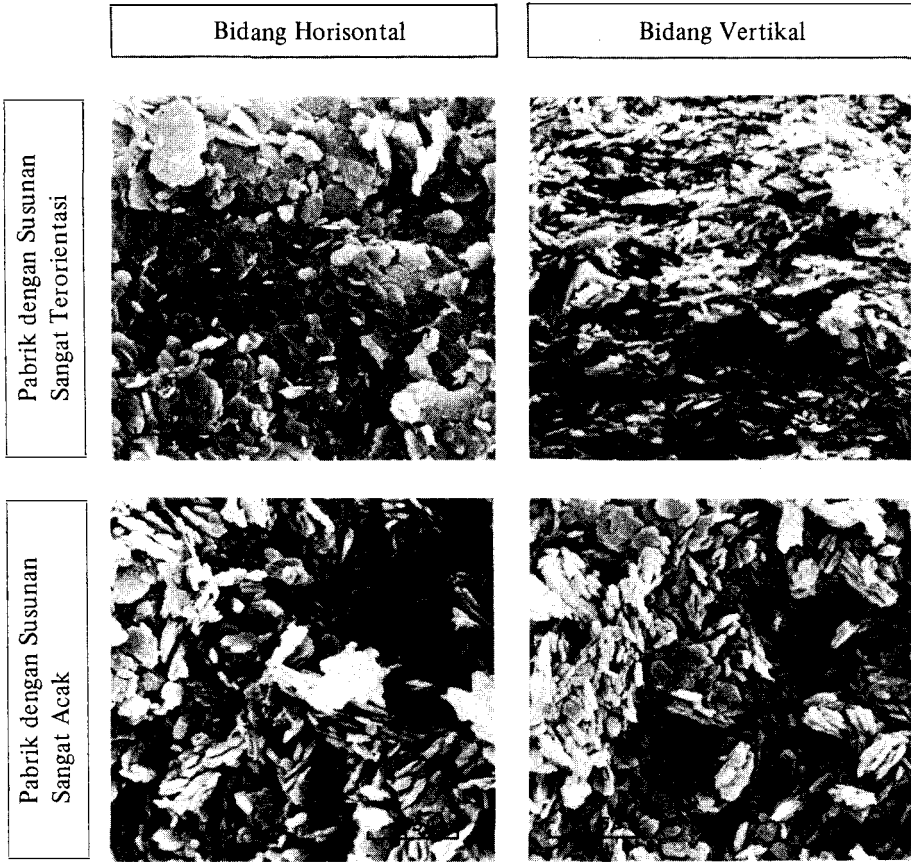 Bidang Horisontal
Bidang Vertikal
Pabrik dengan Susunan
Sangat Terorientasi
Pabrik dengan Susunan
Sangat Acak